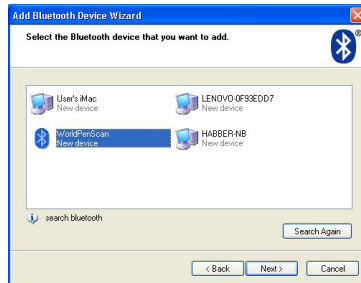 Add Bluetooth Device Wizard
Select the Bluetooth device that you want to add.
User's iMac
New device
LENOVO-0F93EDD7
New device
WorldPenScan
New device
HABBER-NB
New device
search bluetooth
Search Again
< Back
Next >
Cancel